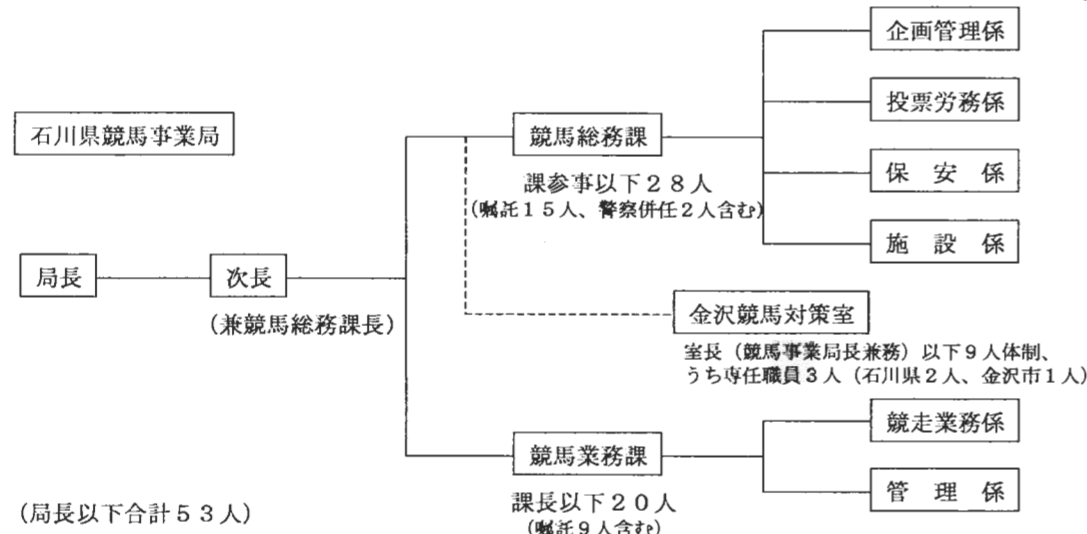 企画管理係
投票労務係
石川県競馬事業局
競馬総務課
保　安　係
課参事以下２８人
(嘱託１５人、警察併任２人含む)
施　設　係
局長
次長
(兼競馬総務課長)
金沢競馬対策室
室長（競馬事業局長兼務）以下９人体制、
うち専任職員３人（石川県２人、金沢市１人）
競走業務係
競馬業務課
管　理　係
課長以下２０人
(嘱託９人含む)
(局長以下合計５３人)